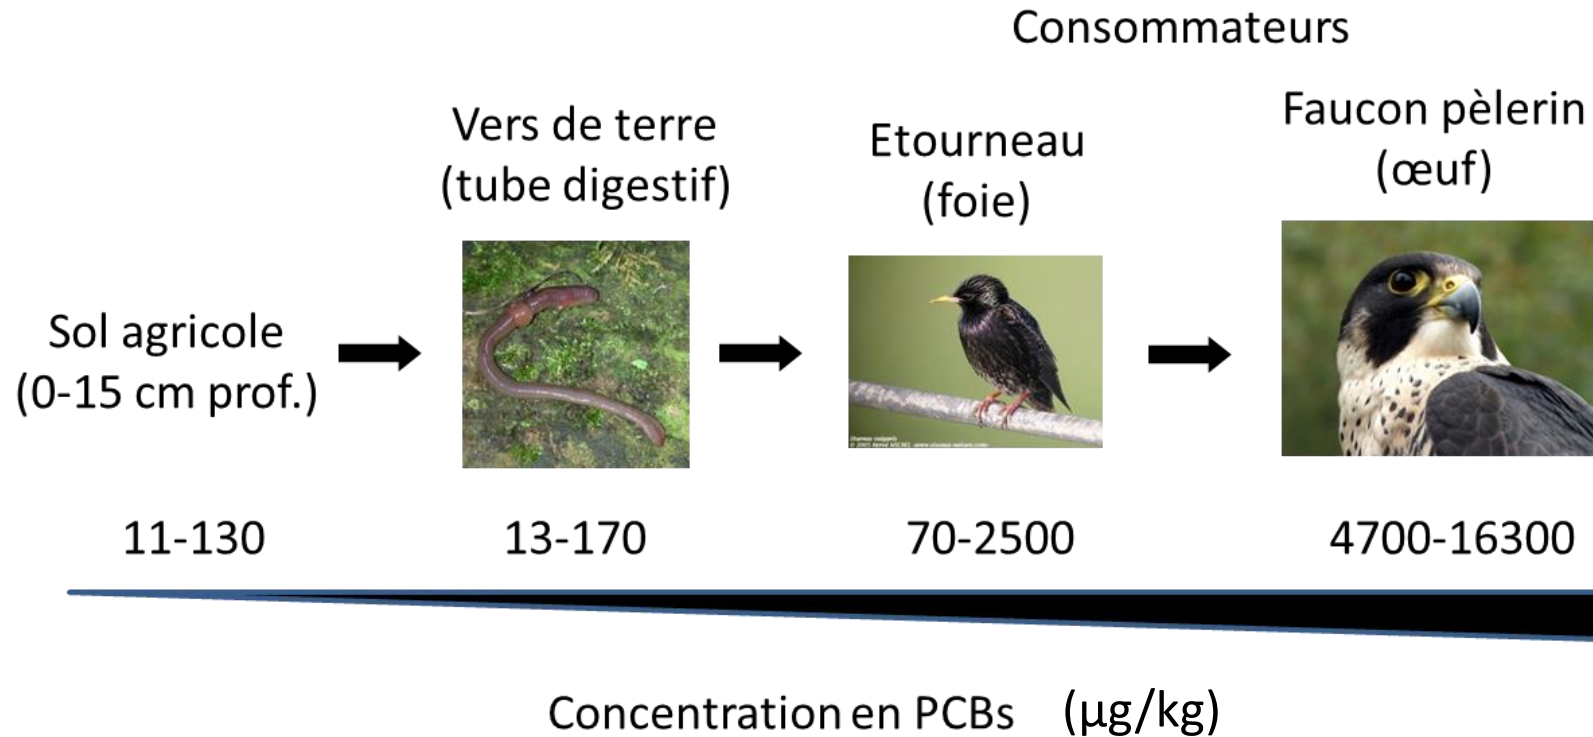 Consommateurs
Vers de terre
(tube digestif)
Etourneau
(foie)
Faucon pèlerin
(œuf)
Sol agricole
(0-15 cm prof.)
11-130
13-170
70-2500
4700-16300
Concentration en PCBs (µg/kg)